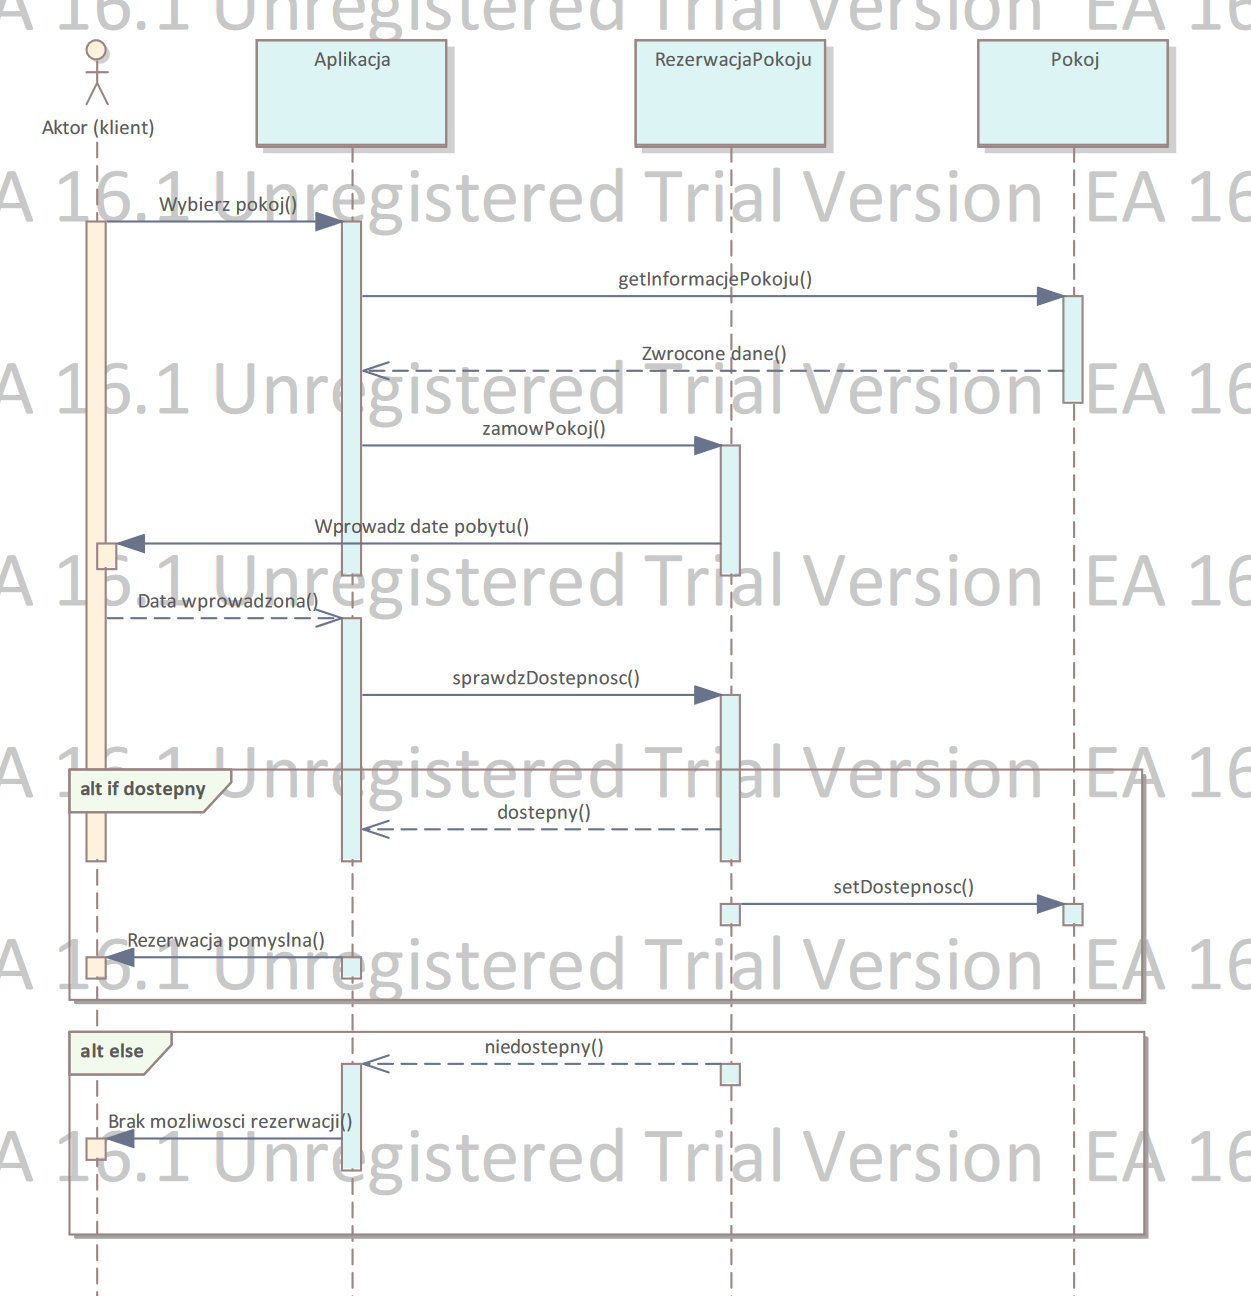 A 16.1 Unregistered Trial Version EA 16
Aplikacja
RezerwacjaPokoju
Pokoj
Aktor (klient)
A 16.1 Unregistered Trial Version EA 16
Wybierz pokoj()
getInformacjePokoju()
Zwrocone dane()
A 16.1 Unregistered Trial Version EA 16
zamowPokoj()
Wprowadz date pobytu()
A 16.1 Unregistered Trial Version EA 16
Data wprowadzona()
sprawdzDostepnosc()
A 16.1 Unregistered Trial Version EA 16
alt if dostepny
dostepny()
setDostepnosc()
Rezerwacja pomyslna()
A 16.1 Unregistered Trial Version EA 16
alt else
niedostepny()
Brak mozliwosci rezerwacji()
A 16.1 Unregistered Trial Version EA 16